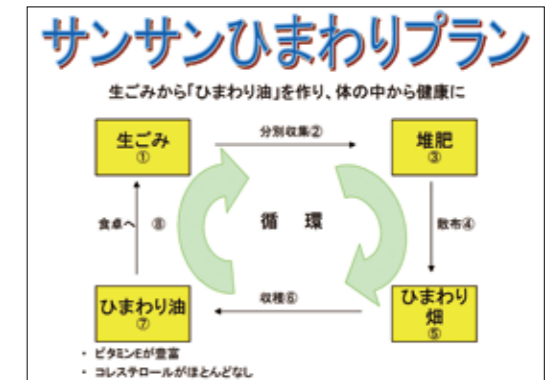 サンサンひまわりプラン
生ごみから「ひまわり油」を作り、体の中から健康に
生ごみ
①
分別収集②
堆肥
③
食卓へ ⑧
循 環
散布④
ひまわり油
⑦
収穫⑥
ひまわり
畑
⑤
・ ビタミンEが豊富
・ コレステロールがほとんどなし